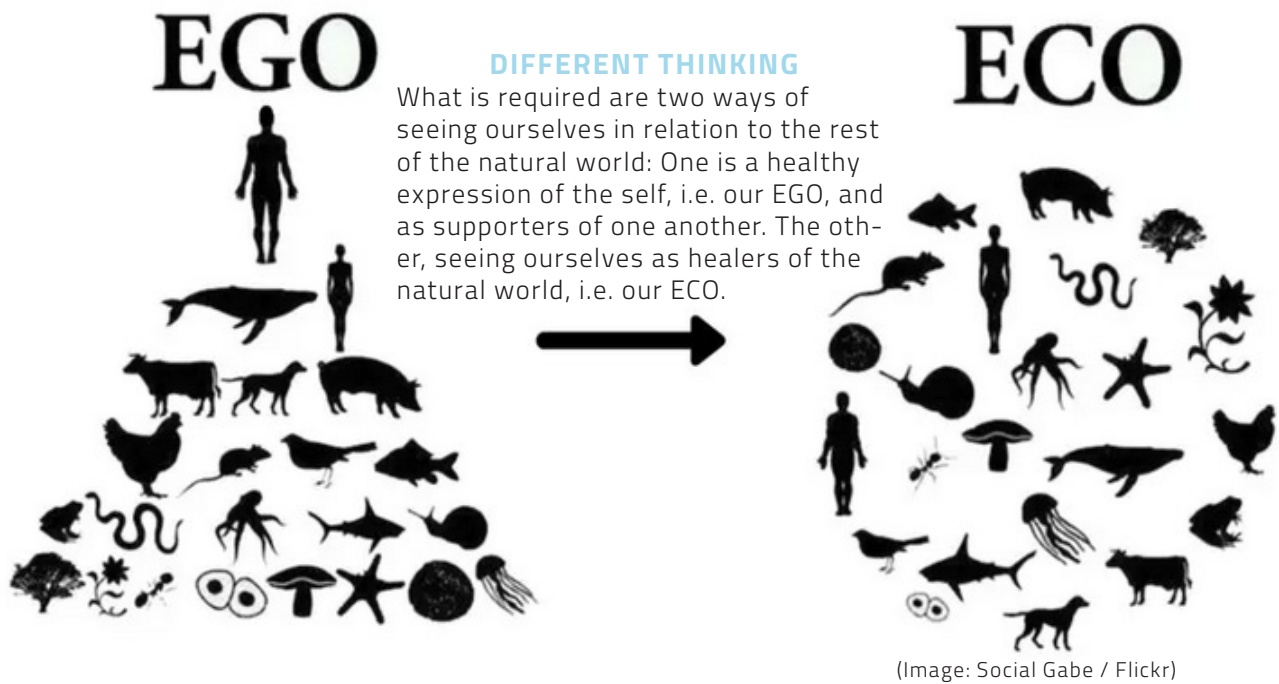 EGO
DIFFERENT THINKING
What is required are two ways of
seeing ourselves in relation to the rest
of the natural world: One is a healthy
expression of the self, i.e. our EGO, and
as supporters of one another. The oth-
er, seeing ourselves as healers of the
natural world, i.e. our ECO.
ECO
(Image: Social Gabe / Flickr)